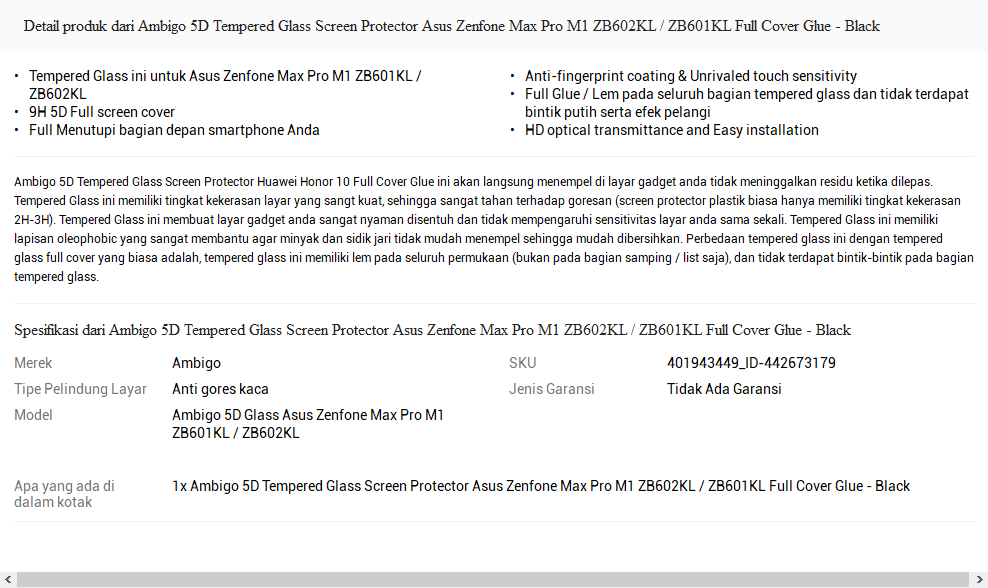 Detail produk dari Ambigo 5D Tempered Glass Screen Protector Asus Zenfone Max Pro M1 ZB602KL / ZB601KL Full Cover Glue - Black
• Tempered Glass ini untuk Asus Zenfone Max Pro M1 ZB601KL /
ZB602KL
• 9H 5D Full screen cover
• Full Menutupi bagian depan smartphone Anda
• Anti-fingerprint coating & Unrivaled touch sensitivity
• Full Glue / Lem pada seluruh bagian tempered glass dan tidak terdapat
bintik putih serta efek pelangi
• HD optical transmittance and Easy installation
Ambigo 5D Tempered Glass Screen Protector Huawei Honor 10 Full Cover Glue ini akan langsung menempel di layar gadget anda tidak meninggalkan residu ketika dilepas.
Tempered Glass ini memiliki tingkat kekerasan layar yang sangt kuat, sehingga sangat tahan terhadap goresan (screen protector plastik biasa hanya memiliki tingkat kekerasan
2H-3H). Tempered Glass ini membuat layar gadget anda sangat nyaman disentuh dan tidak mempengaruhi sensitivitas layar anda sama sekali. Tempered Glass ini memiliki
lapisan oleophobic yang sangat membantu agar minyak dan sidik jari tidak mudah menempel sehingga mudah dibersihkan. Perbedaan tempered glass ini dengan tempered
glass full cover yang biasa adalah, tempered glass ini memiliki lem pada seluruh permukaan (bukan pada bagian samping / list saja), dan tidak terdapat bintik-bintik pada bagian
tempered glass.
Spesifikasi dari Ambigo 5D Tempered Glass Screen Protector Asus Zenfone Max Pro M1 ZB602KL / ZB601KL Full Cover Glue - Black
Merek Ambigo SKU 401943449_ID-442673179
Tipe Pelindung Layar Anti gores kaca Jenis Garansi Tidak Ada Garansi
Model Ambigo 5D Glass Asus Zenfone Max Pro M1
ZB601KL / ZB602KL
Apa yang ada di 1x Ambigo 5D Tempered Glass Screen Protector Asus Zenfone Max Pro M1 ZB602KL / ZB601KL Full Cover Glue - Black
dalam kotak